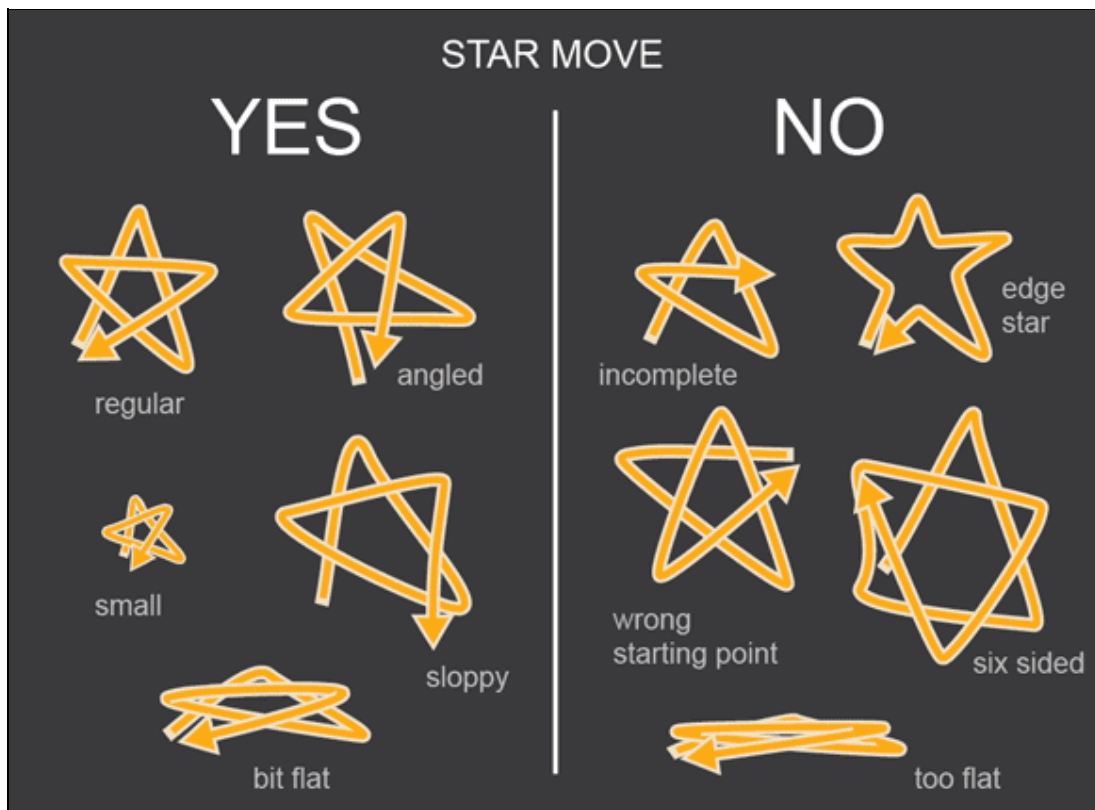 STAR MOVE
YES
NO
regular
angled
small
sloppy
bit flat
incomplete
edge
star
wrong
starting point
six sided
too flat